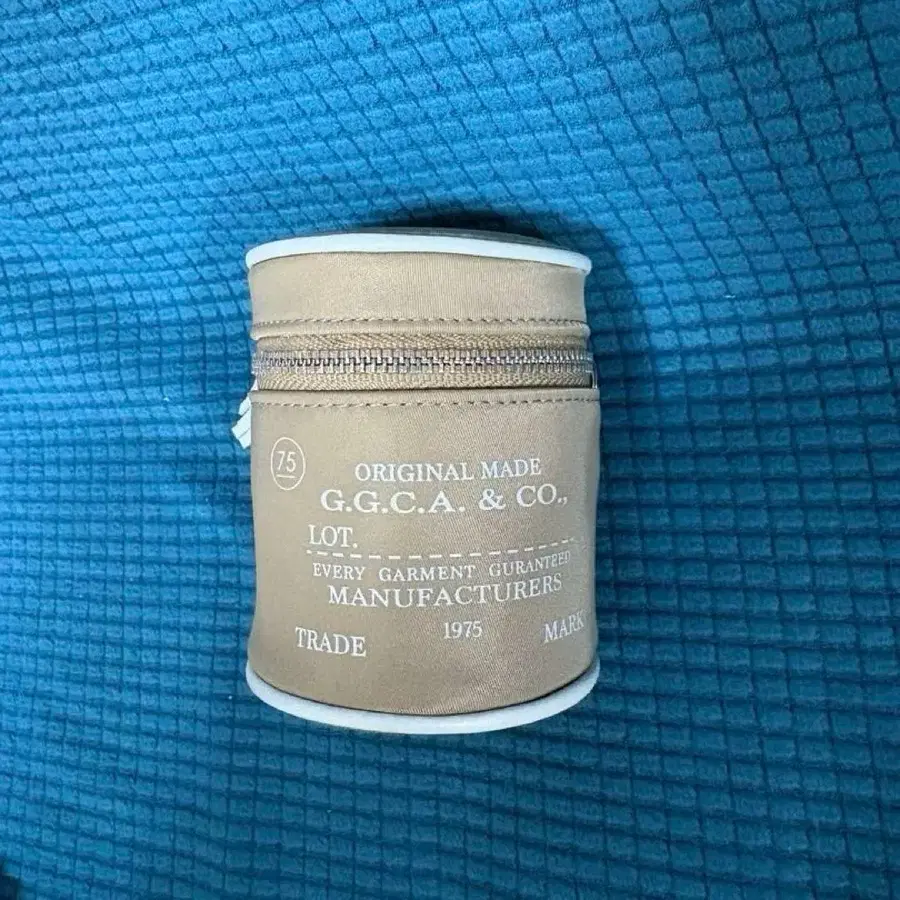 75
ORIGINAL MADE
G.G.C.A. & CO.,
LOT.
EVERY GARMENT GURANTEED
MANUFACTURERS
TRADE 1975 MARK